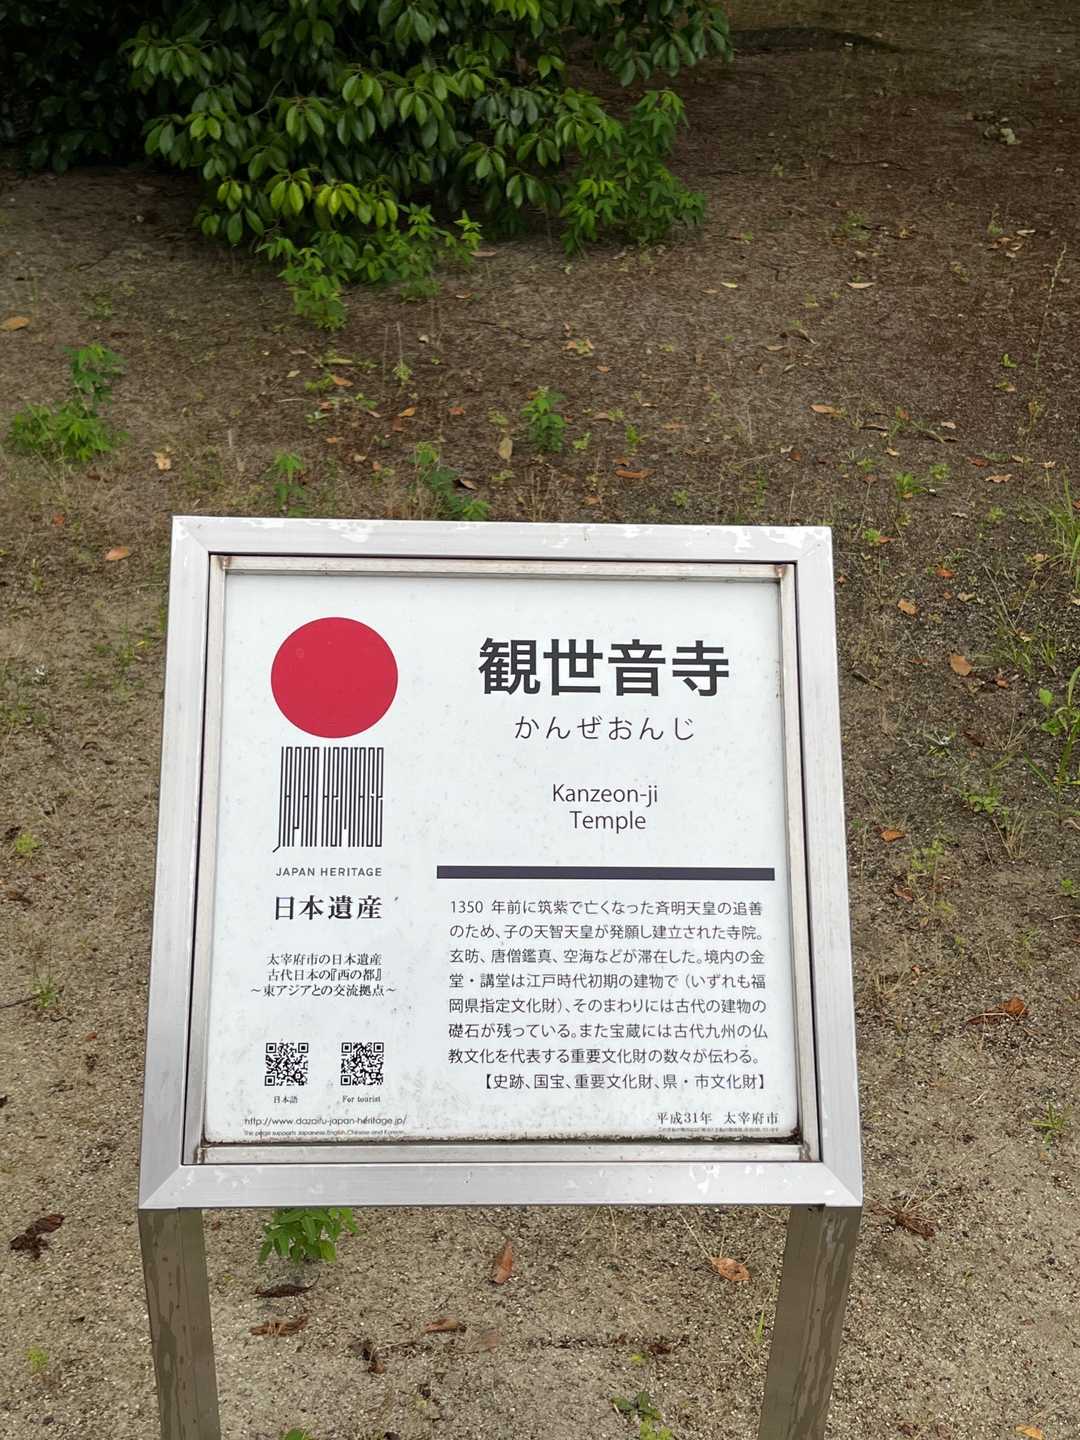 JAPAN HERITAGE
JAPAN HERITAGE
日本遺産
太宰府市の日本遺産
古代日本の『西の都』
～東アジアとの交流拠点～
日本語
For tourist
http://www.dazaifu-japan-heritage.jp/
This page supports Japanese,English,Chinese and Korean.
観世音寺
かんぜおんじ
Kanzeon-ji
Temple
1350 年前に筑紫で亡くなった斉明天皇の追善
のため、子の天智天皇が発願し建立された寺院。
玄昉、唐僧鑑真、空海などが滞在した。境内の金
堂・講堂は江戸時代初期の建物で（いずれも福
岡県指定文化財）、そのまわりには古代の建物の
礎石が残っている。また宝蔵には古代九州の仏
教文化を代表する重要文化財の数々が伝わる。
【史跡、国宝、重要文化財、県・市文化財】
平成31年 太宰府市